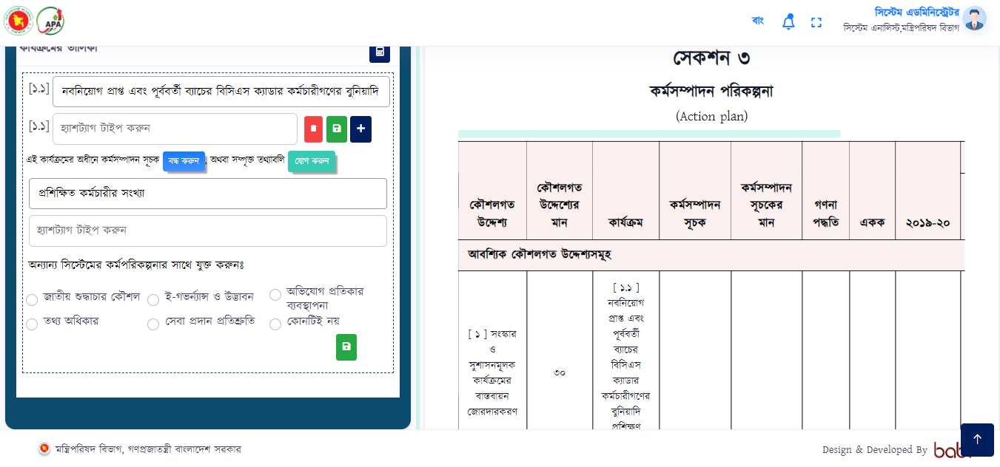 APA
বাং
সিস্টেম এডমিনিস্ট্রেটর
সিস্টেম এনালিস্ট,মন্ত্রিপরিষদ বিভাগ
কার্যক্রমের তালিকা
[১.১] নবনিয়োগ প্রাপ্ত এবং পূর্ববর্তী ব্যাচের বিসিএস ক্যাডার কর্মচারীগণের বুনিয়াদি
[১.১] হ্যাশট্যাগ টাইপ করুন
এই কার্যক্রমের অধীনে কর্মসম্পাদন সূচক বন্ধ করুন , অথবা সম্পৃক্ত তথ্যাবলি যোগ করুন
প্রশিক্ষিত কর্মচারীর সংখ্যা
হ্যাশট্যাগ টাইপ করুন
অন্যান্য সিস্টেমের কর্মপরিকল্পনার সাথে যুক্ত করুনঃ
জাতীয় শুদ্ধাচার কৌশল
ই-গভর্ন্যান্স ও উদ্ভাবন
অভিযোগ প্রতিকার
ব্যবস্থাপনা
তথ্য অধিকার
সেবা প্রদান প্রতিশ্রুতি
কোনটিই নয়
সেকশন ৩
কর্মসম্পাদন পরিকল্পনা
(Action plan)
কৌশলগত
উদ্দেশ্য
কৌশলগত
উদ্দেশ্যের
মান
কার্যক্রম
কর্মসম্পাদন
সূচক
কর্মসম্পাদন
সূচকের
মান
গণনা
পদ্ধতি
একক
২০১৯-২০
আবশ্যিক কৌশলগত উদ্দেশ্যসমূহ
[ ১ ] সংস্কার
ও
সুশাসনমূলক
কার্যক্রমের
বাস্তবায়ন
জোরদারকরণ
৩০
[ ১.১ ]
নবনিয়োগ
প্রাপ্ত এবং
পূর্ববর্তী
ব্যাচের
বিসিএস
ক্যাডার
কর্মচারীগণের
বুনিয়াদি
প্রশিক্ষণ
মন্ত্রিপরিষদ বিভাগ, গণপ্রজাতন্ত্রী বাংলাদেশ সরকার
Design & Developed By